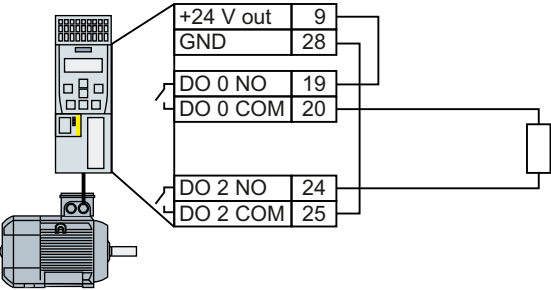 +24 V out 9
GND 28
DO 0 NO 19
DO 0 COM 20
DO 2 NO 24
DO 2 COM 25